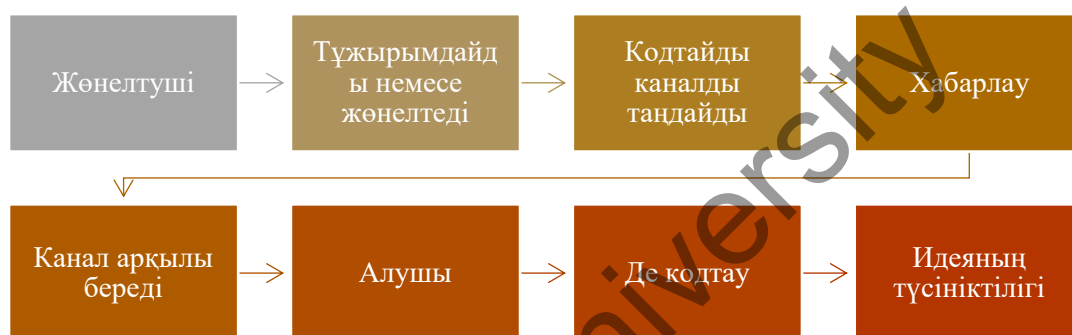 Жөнелтуші
Тұжырымдайд
ы немесе
жөнелтеді
Кодтайды
каналды
таңдайды
Хабарлау
Канал арқылы
береді
Алушы
Де кодтау
Идеяның
түсініктілігі
university